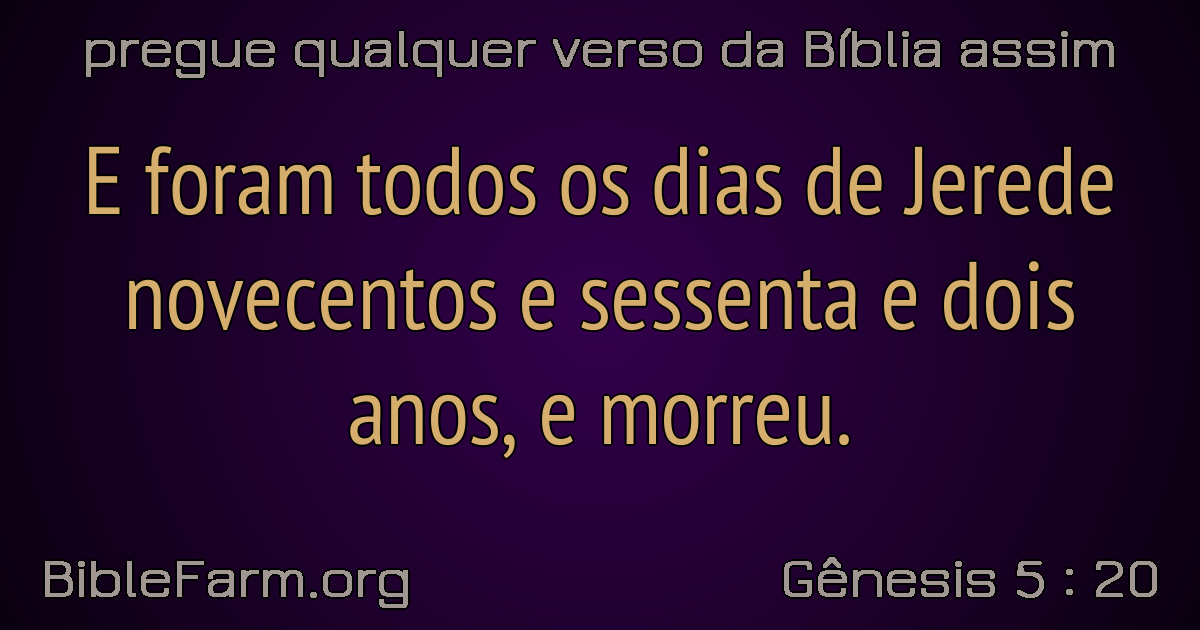 pregue qualquer verso da Bíblia assim
E foram todos os dias de Jerede
novecentos e sessenta e dois
anos, e morreu.
BibleFarm.org
Gênesis 5 : 20